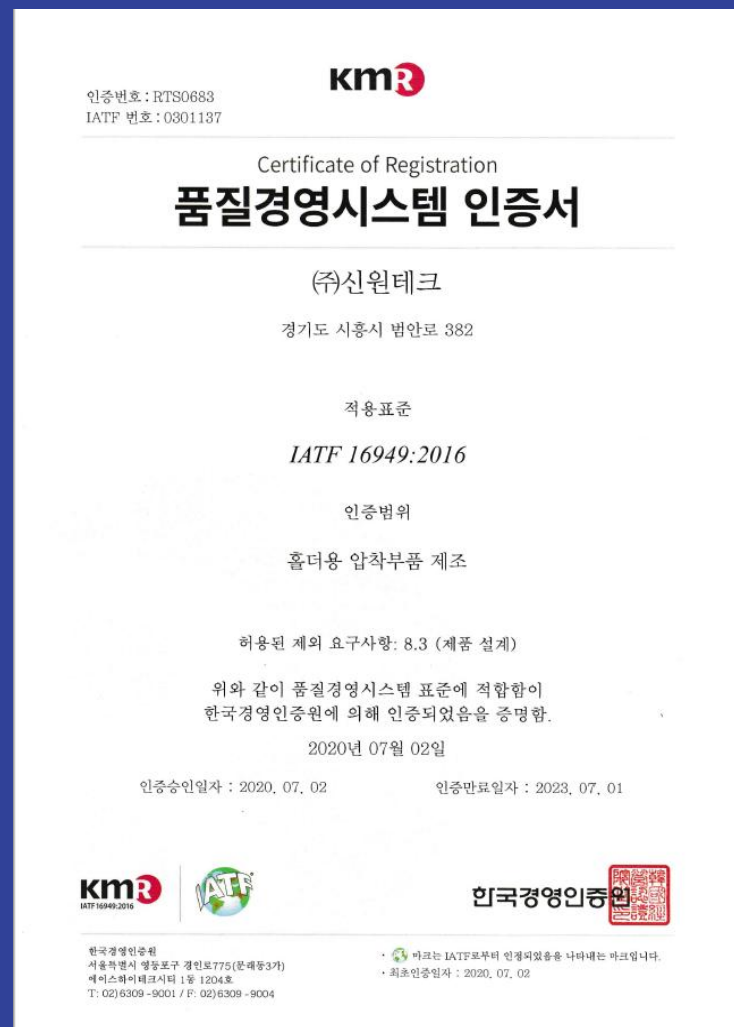 kmR
인증번호 : RTS0683
IATF 번호 : 0301137
Certificate of Registration
품질경영시스템 인증서
㈜신원테크
경기도 시흥시 범안로 382
적용표준
IATF 16949:2016
인증범위
홀더용 압착부품 제조
허용된 제외 요구사항: 8.3 (제품 설계)
위와 같이 품질경영시스템 표준에 적합함이
한국경영인증원에 의해 인증되었음을 증명함.
2020년 07월 02일
인증승인일자 : 2020. 07. 02
인증만료일자 : 2023. 07. 01
kmR
IATF 16949:2016
IATF
한국경영인증원
한국경영인증원
서울특별시 영등포구 경인로775(문래동3가)
에이스하이테크시티 1동 1204호
T: 02)6309-9001 / F: 02)6309-9004
· 마크는 IATF로부터 인정되었음을 나타내는 마크입니다.
· 최초인증일자 : 2020. 07. 02